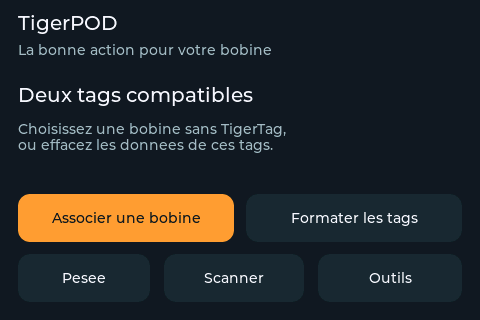 TigerPOD
La bonne action pour votre bobine
Deux tags compatibles
Choisissez une bobine sans TigerTag,
ou effacez les donnees de ces tags.
Associer une bobine
Formater les tags
Pesee
Scanner
Outils